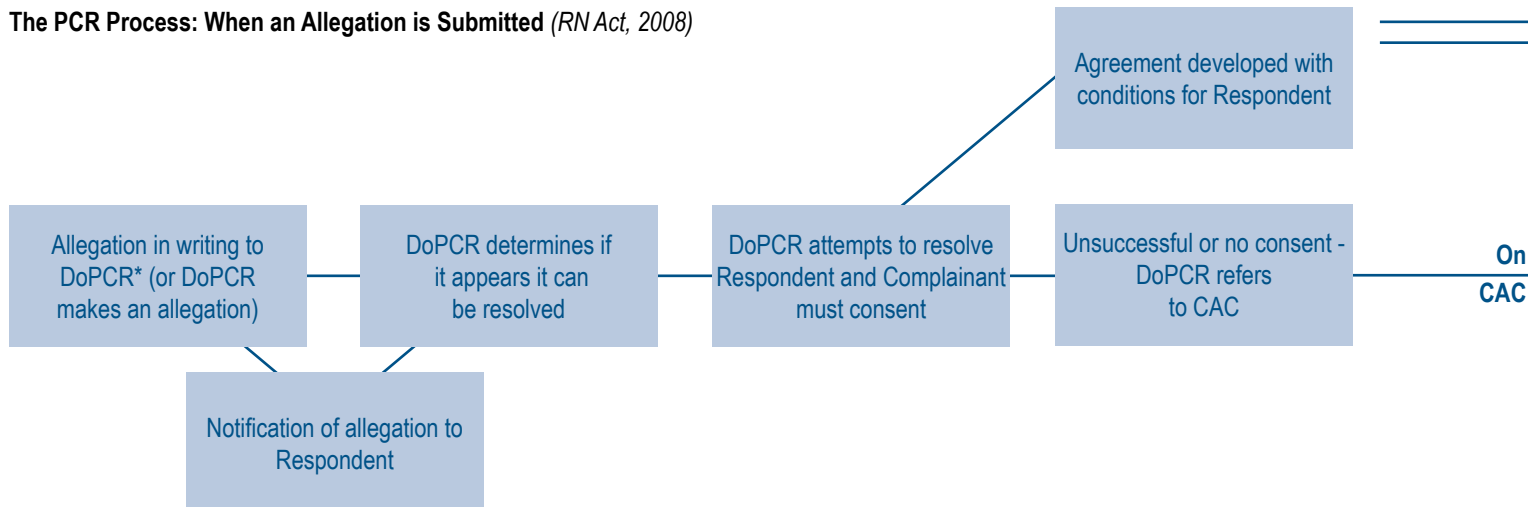 The PCR Process: When an Allegation is Submitted (RN Act, 2008)
Agreement developed with
conditions for Respondent
Allegation in writing to
DoPCR* (or DoPCR
makes an allegation)
DoPCR determines if
it appears it can
be resolved
DoPCR attempts to resolve
Respondent and Complainant
must consent
Unsuccessful or no consent -
DoPCR refers
to CAC
On
CAC
Notification of allegation to
Respondent